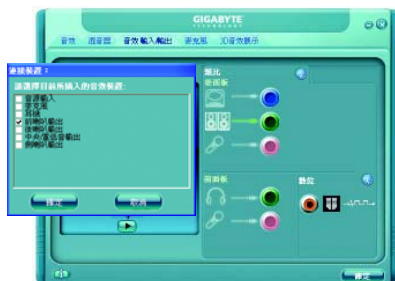 GIGABYTE
TECHNOLOGY
音效
混音器
音效輸入/輸出
麥克風
3D音效展示
連接裝置：
請選擇目前所插入的音效裝置:
音源輸入
麥克風
耳機
前喇叭輸出
後喇叭輸出
中央/重低音輸出
側喇叭輸出
確定
取消
類比
後面板
前面板
數位
確定